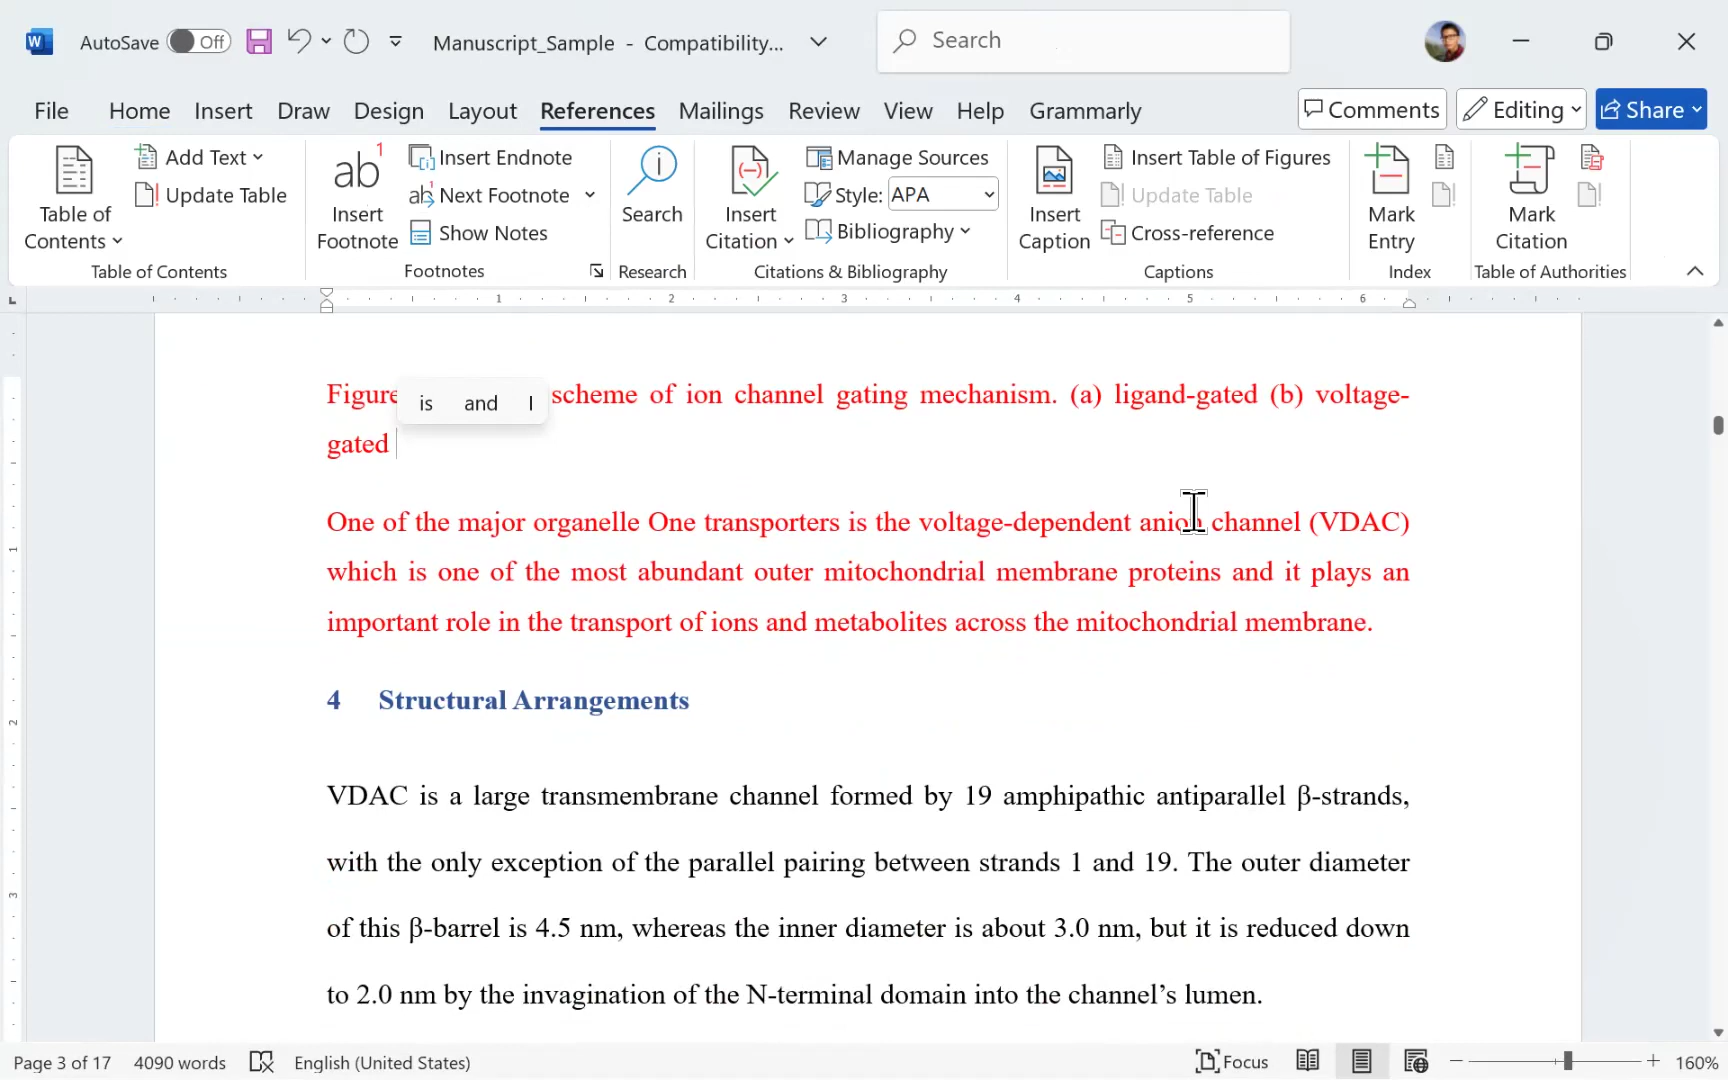 W AutoSave Off Manuscript_Sample - Compatibility... Search
File Home Insert Draw Design Layout References Mailings Review View Help Grammarly Comments Editing Share
Table of Contents
Add Text
Update Table
Table of Contents
ab1 Insert Footnote
Insert Endnote
Next Footnote
Show Notes
Footnotes
Search
Research
Insert Citation
Manage Sources
Style: APA
Bibliography
Citations & Bibliography
Insert Caption
Insert Table of Figures
Update Table
Cross-reference
Captions
Mark Entry
Index
Mark Citation
Table of Authorities
1 2 3 4 5 6
Figure scheme of ion channel gating mechanism. (a) ligand-gated (b) voltage-
is and I
gated
One of the major organelle One transporters is the voltage-dependent anion channel (VDAC)
which is one of the most abundant outer mitochondrial membrane proteins and it plays an
important role in the transport of ions and metabolites across the mitochondrial membrane.
4 Structural Arrangements
VDAC is a large transmembrane channel formed by 19 amphipathic antiparallel β-strands,
with the only exception of the parallel pairing between strands 1 and 19. The outer diameter
of this β-barrel is 4.5 nm, whereas the inner diameter is about 3.0 nm, but it is reduced down
to 2.0 nm by the invagination of the N-terminal domain into the channel’s lumen.
1
2
3
Page 3 of 17 4090 words English (United States) Focus 160%